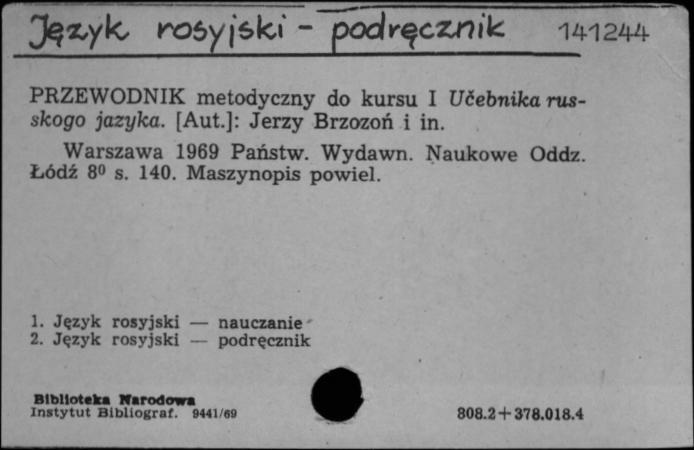 Język rosyjski - podręcznik 141244
PRZEWODNIK metodyczny do kursu I Učebnika rus-
skogo jazyka. [Aut.]: Jerzy Brzozoń i in.
Warszawa 1969 Państw. Wydawn. Naukowe Oddz.
Łódź 8⁰ s. 140. Maszynopis powiel.
1. Język rosyjski — nauczanie
2. Język rosyjski — podręcznik
Biblioteka Narodowa
Instytut Bibliograf. 9441/69
808.2+378.018.4